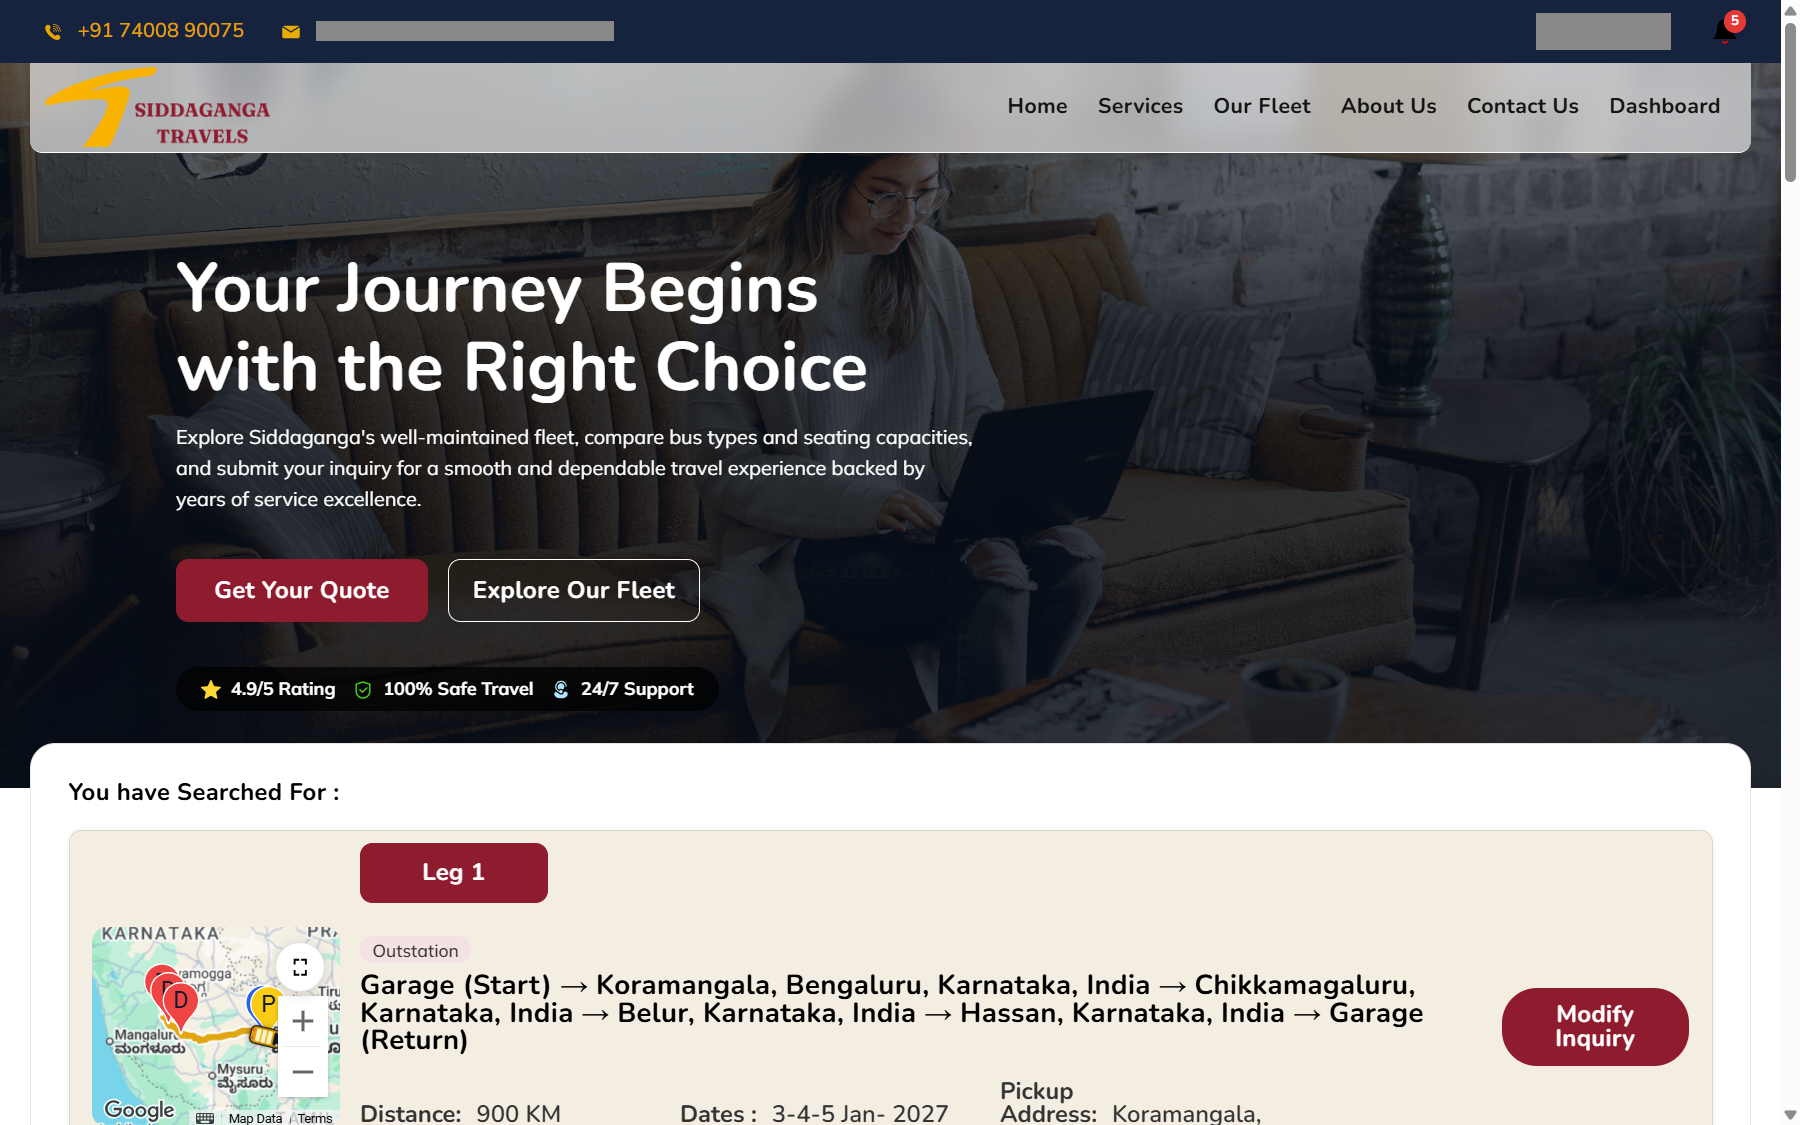 +91 74008 90075
5
SIDDAGANGA
TRAVELS
Home Services Our Fleet About Us Contact Us Dashboard
Your Journey Begins
with the Right Choice
Explore Siddaganga's well-maintained fleet, compare bus types and seating capacities,
and submit your inquiry for a smooth and dependable travel experience backed by
years of service excellence.
Get Your Quote Explore Our Fleet
4.9/5 Rating 100% Safe Travel 24/7 Support
You have Searched For :
Leg 1
Outstation
Garage (Start) → Koramangala, Bengaluru, Karnataka, India → Chikkamagaluru,
Karnataka, India → Belur, Karnataka, India → Hassan, Karnataka, India → Garage
(Return)
Modify
Inquiry
Distance: 900 KM
Dates : 3-4-5 Jan- 2027
Pickup
Address: Koramangala,
KARNATAKA
D
P
Mysuru
ಮೈಸೂರು
Google
Map Data Terms